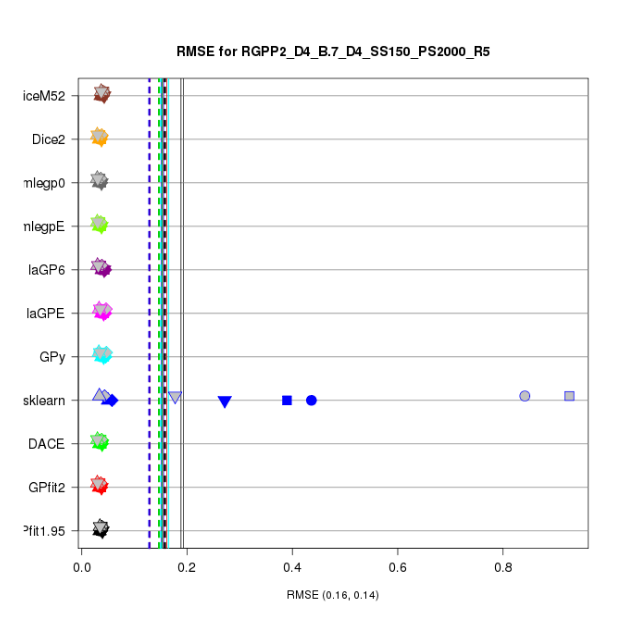 RMSE for RGPP2_D4_B.7_D4_SS150_PS2000_R5
iceM52
Dice2
mlegp0
mlegpE
laGP6
laGPE
GPy
sklearn
DACE
GPfit2
Pfit1.95
0.0 0.2 0.4 0.6 0.8
RMSE (0.16, 0.14)